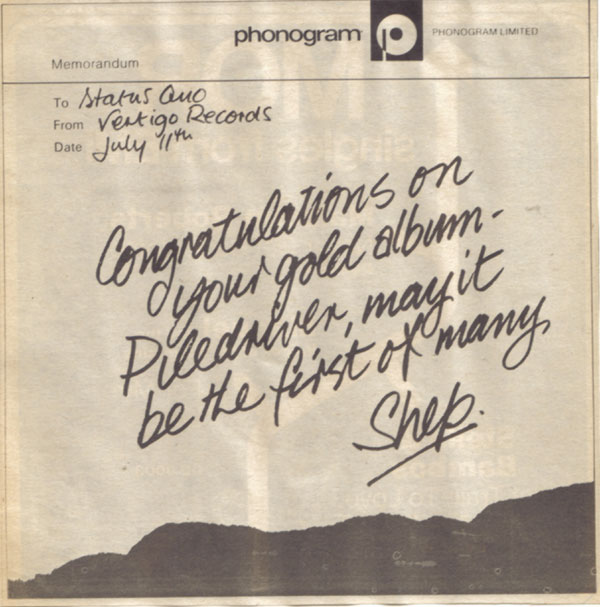 phonogram
PHONOGRAM LIMITED
Memorandum
To Status Quo
From Vertigo Records
Date July 11th
Congratulations on
your gold album -
Piledriver, may it
be the first of many,
Shep.